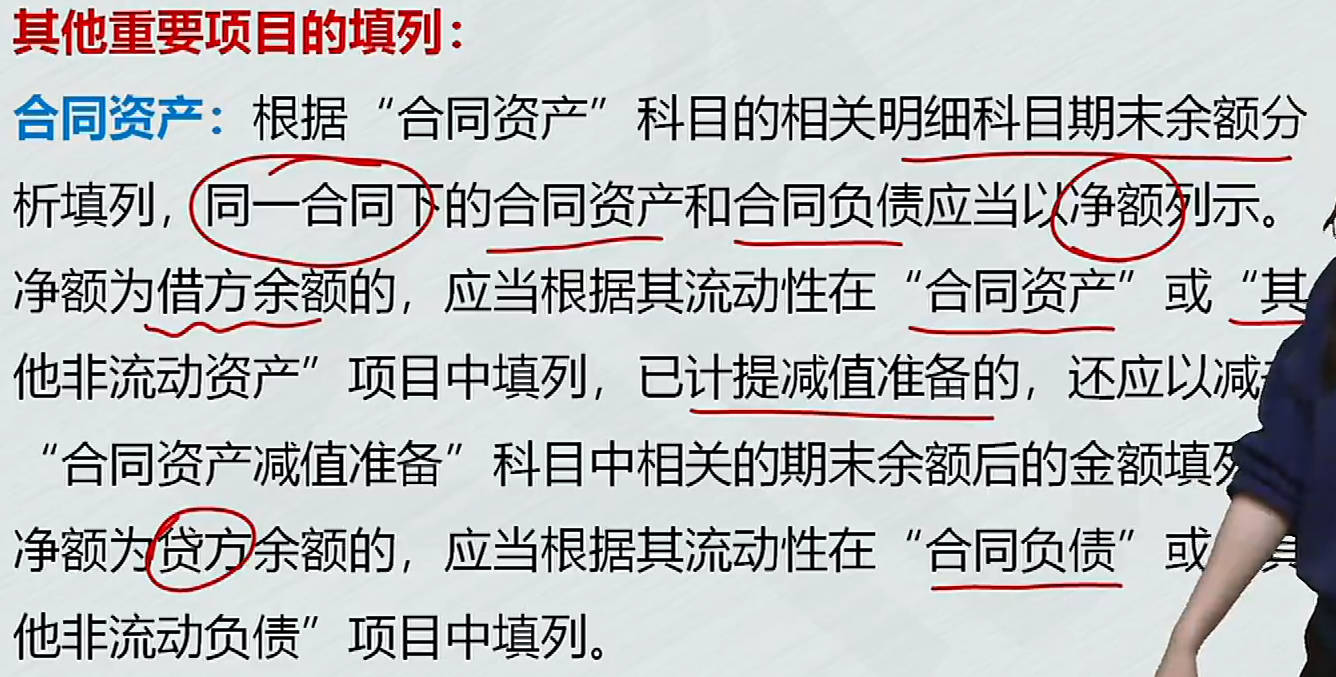 其他重要项目的填列：
合同资产：根据“合同资产”科目的相关明细科目期末余额分
析填列，同一合同下的合同资产和合同负债应当以净额列示。
净额为借方余额的，应当根据其流动性在“合同资产”或“其
他非流动资产”项目中填列，已计提减值准备的，还应以减
“合同资产减值准备”科目中相关的期末余额后的金额填列
净额为贷方余额的，应当根据其流动性在“合同负债”或
他非流动负债”项目中填列。